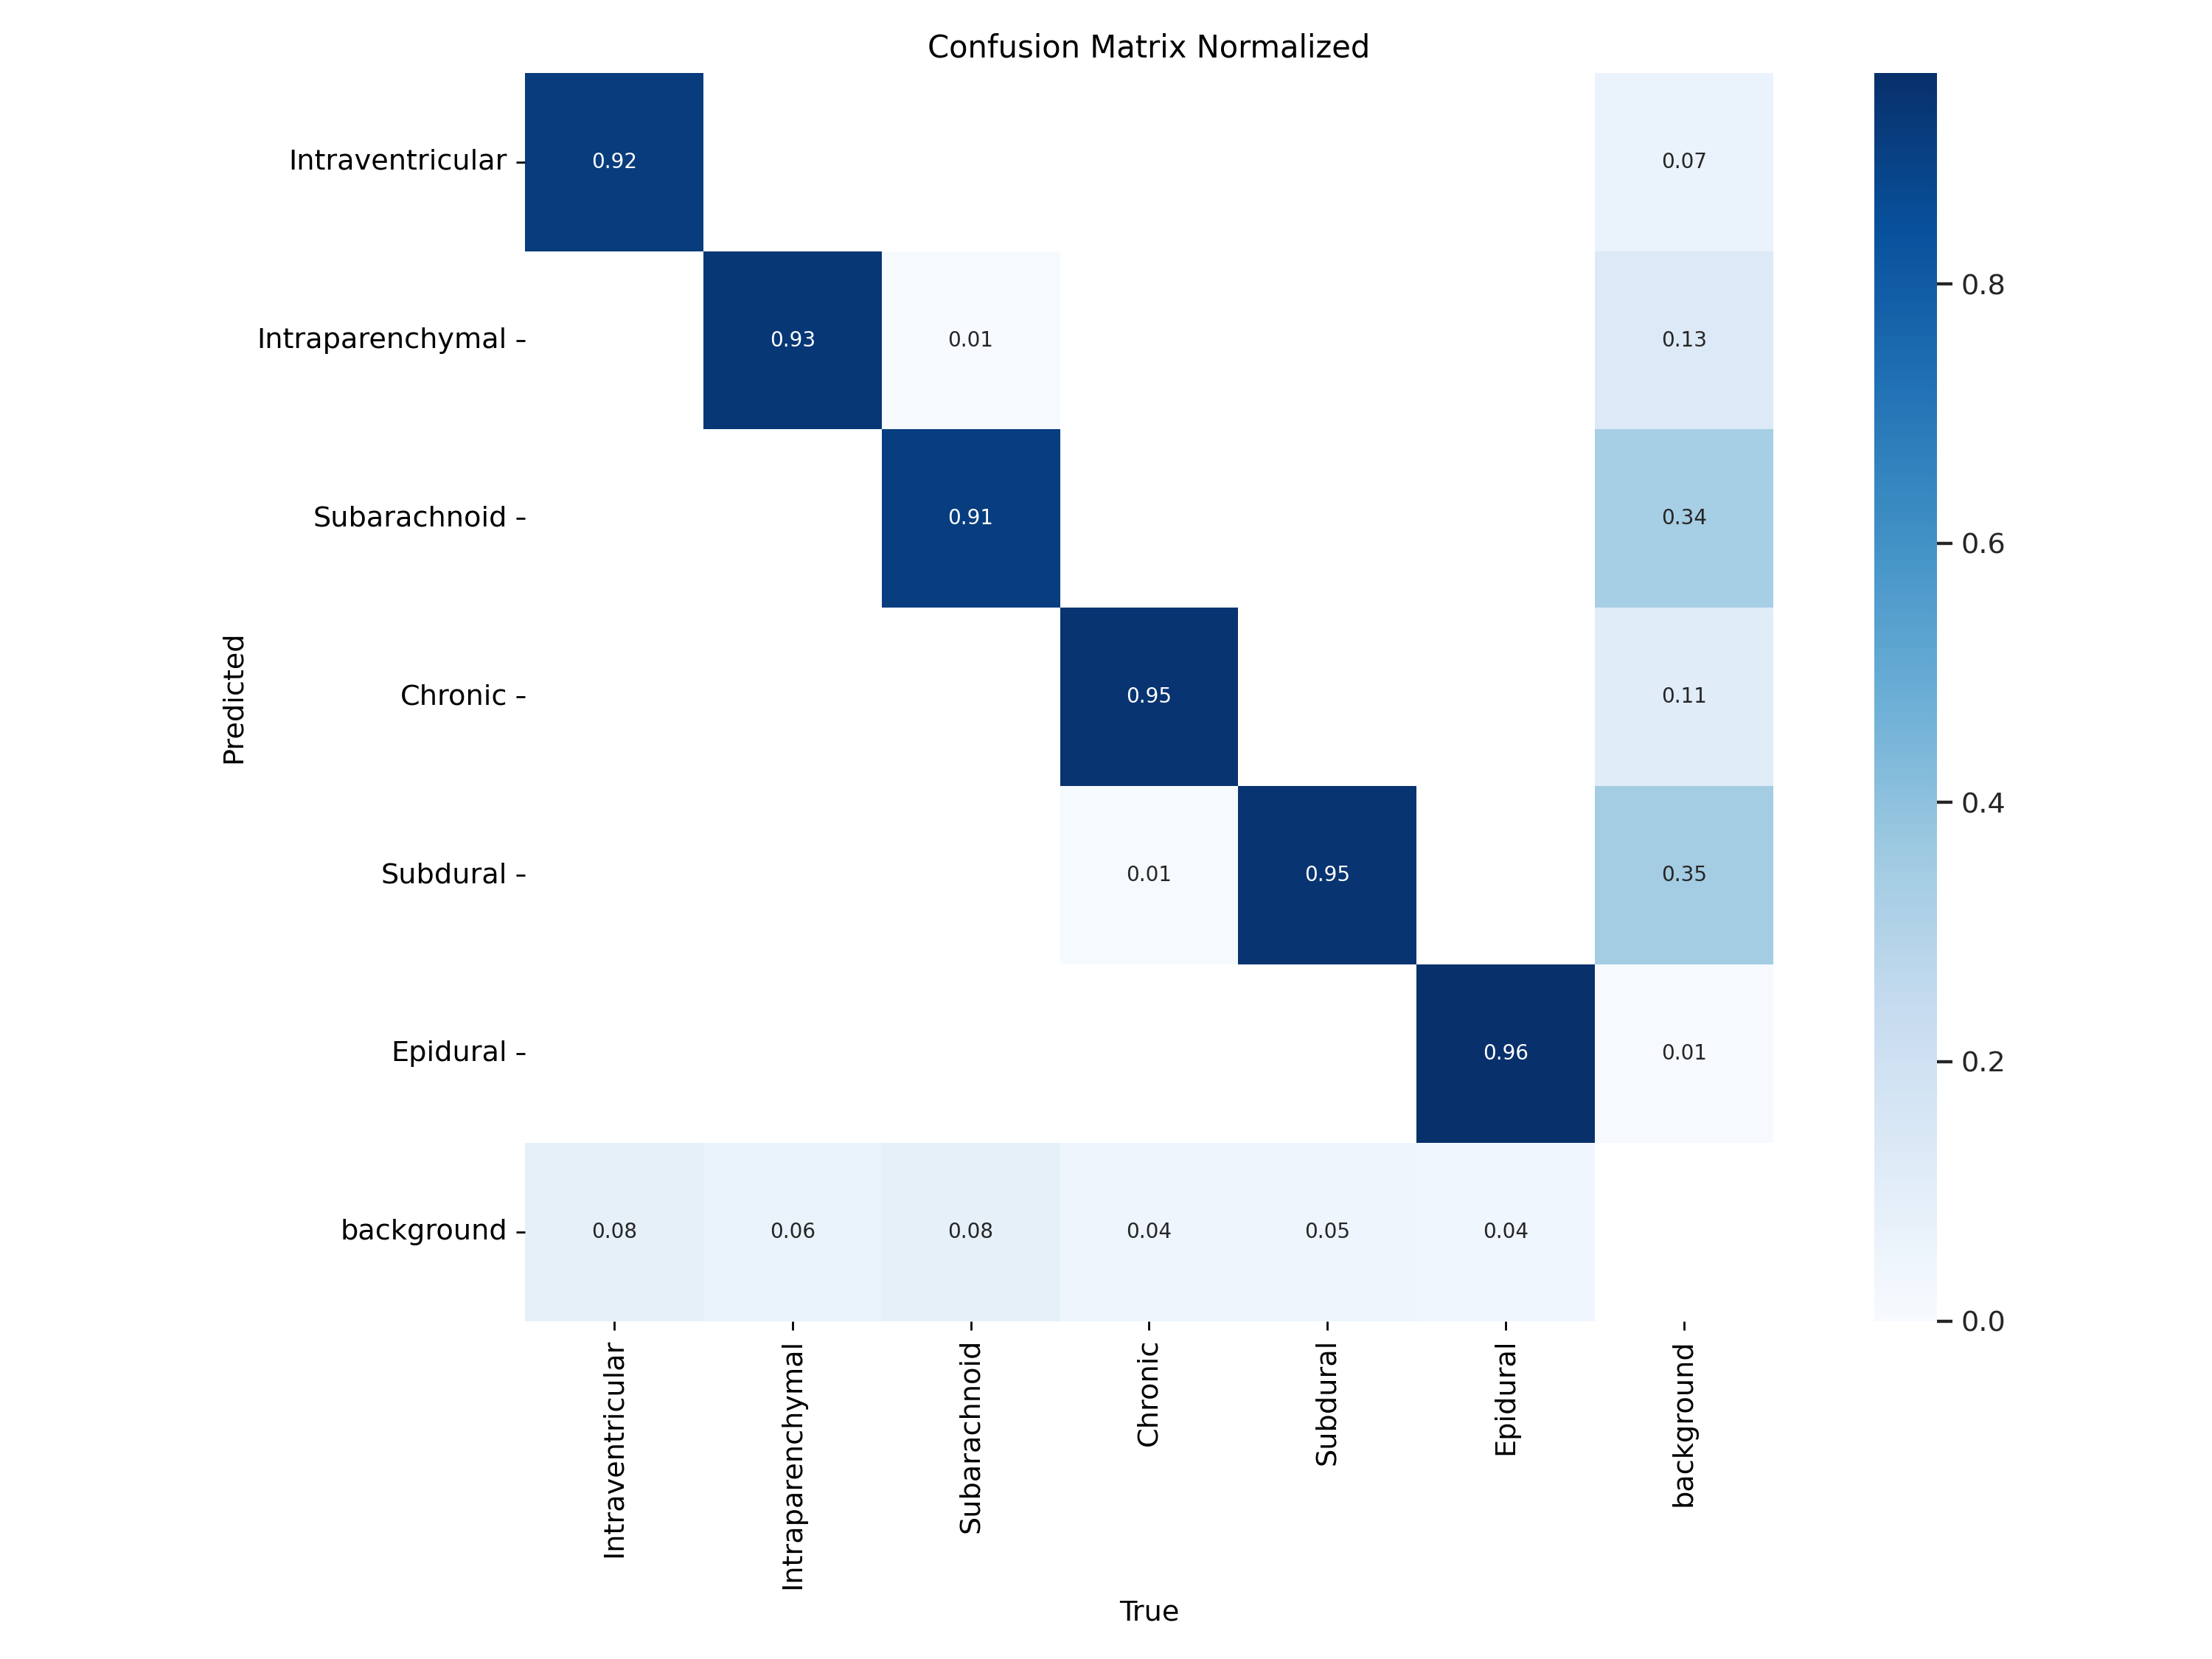 Confusion Matrix Normalized
Predicted
Intraventricular 0.92 0.07
Intraparenchymal 0.93 0.01 0.13
Subarachnoid 0.91 0.34
Chronic 0.95 0.11
Subdural 0.01 0.95 0.35
Epidural 0.96 0.01
background 0.08 0.06 0.08 0.04 0.05 0.04
Intraventricular
Intraparenchymal
Subarachnoid
Chronic
Subdural
Epidural
background
True
0.8
0.6
0.4
0.2
0.0